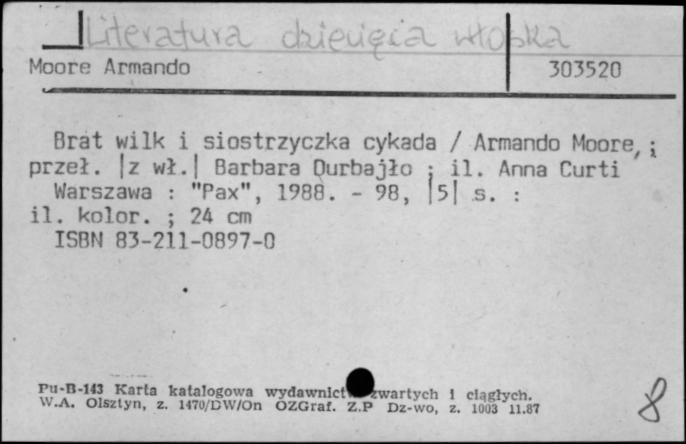 Literatura dziecięca włoska
Moore Armando 303520
Brat wilk i siostrzyczka cykada / Armando Moore, ;
przeł. |z wł.| Barbara Durbajło ; il. Anna Curti
Warszawa : "Pax", 1988. - 98, |5| s. :
il. kolor. ; 24 cm
ISBN 83-211-0897-0
Pu-B-143 Karta katalogowa wydawnict zwartych i ciągłych.
W.A. Olsztyn, z. 1470/DW/On OZGraf. Z.P Dz-wo, z. 1003 11.87
8